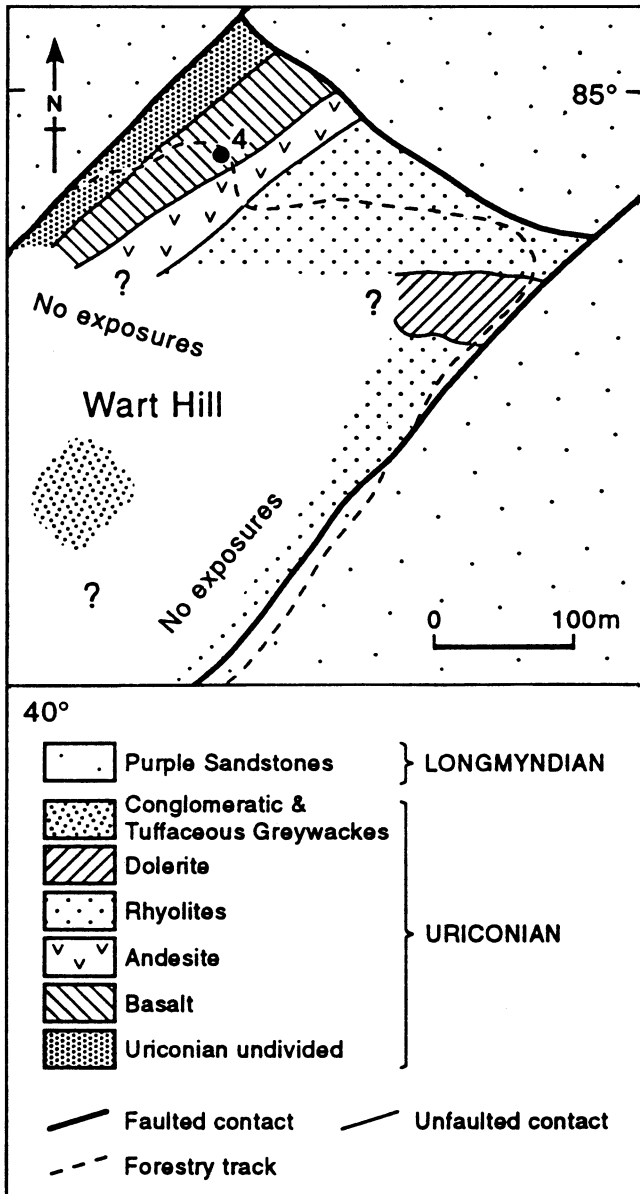 N
85°
4
?
No exposures
?
Wart Hill
No exposures
?
0 100m
40°
Purple Sandstones
LONGMYNDIAN
Conglomeratic &
Tuffaceous Greywackes
Dolerite
Rhyolites
URICONIAN
Andesite
Basalt
Uriconian undivided
Faulted contact
Unfaulted contact
Forestry track